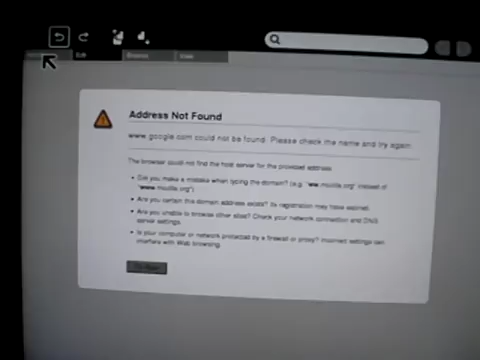 Edit
Address Not Found
www.google.com could not be found. Please check the name and try again.
The browser could not find the host server for the provided address.
• Did you make a mistake when typing the domain? (e.g. "ww.mozilla.org" instead of
"www.mozilla.org")
• Are you certain this domain address exists? Its registration may have expired.
• Are you unable to browse other sites? Check your network connection and DNS
server settings.
• Is your computer or network protected by a firewall or proxy? Incorrect settings can
interfere with Web browsing.
Try Again